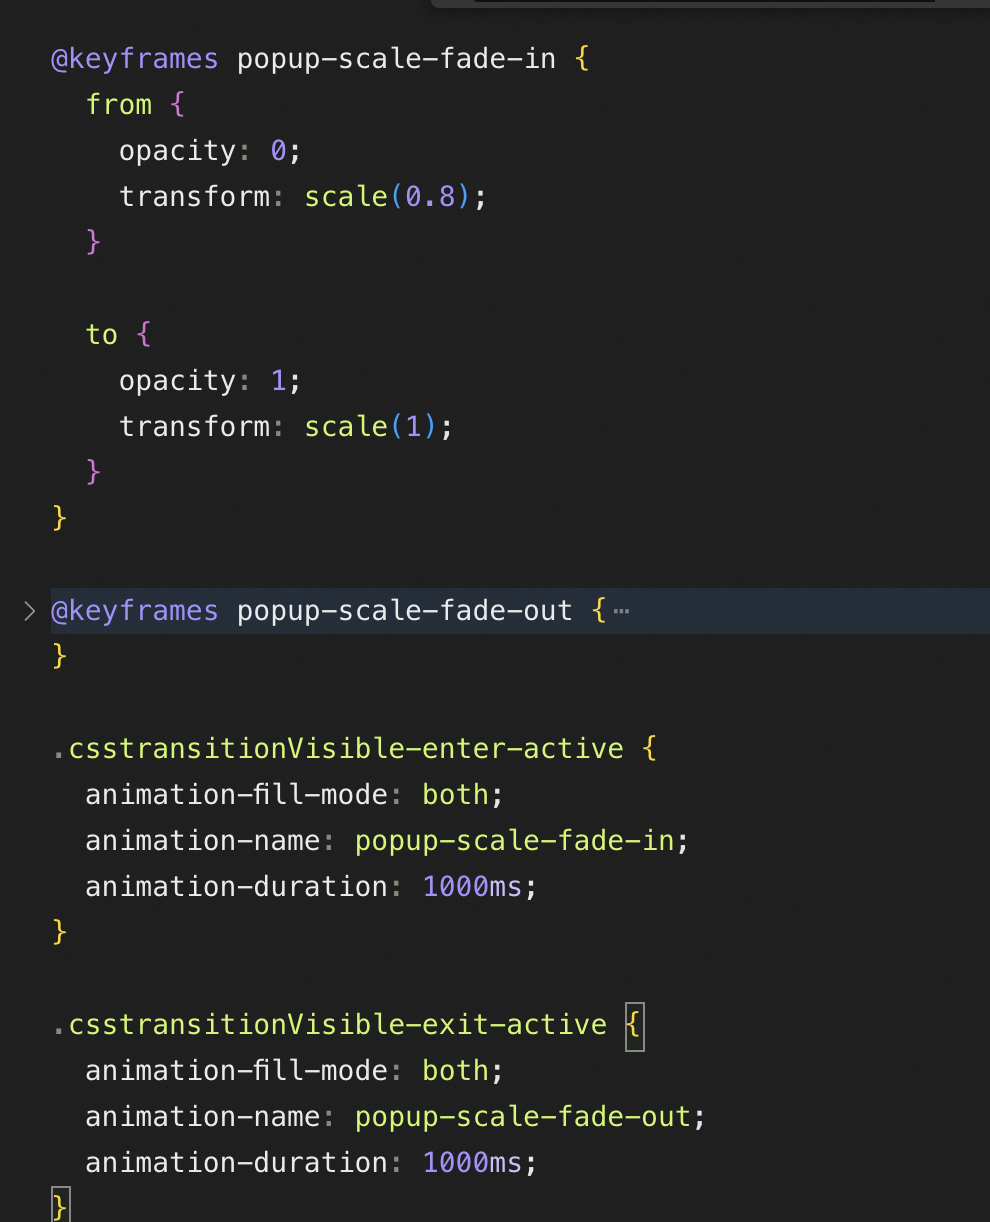 @keyframes popup-scale-fade-in {
from {
opacity: 0;
transform: scale(0.8);
}
to {
opacity: 1;
transform: scale(1);
}
}
@keyframes popup-scale-fade-out {⋯
}
.csstransitionVisible-enter-active {
animation-fill-mode: both;
animation-name: popup-scale-fade-in;
animation-duration: 1000ms;
}
.csstransitionVisible-exit-active {
animation-fill-mode: both;
animation-name: popup-scale-fade-out;
animation-duration: 1000ms;
}